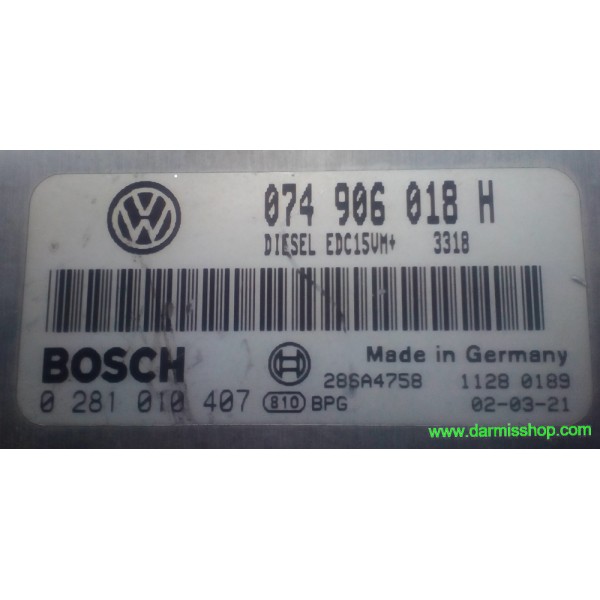 074 906 018 H
DIESEL EDC15VM+ 3318
BOSCH
Made in Germany
28SA4758 1128 0189
0 281 010 407 810 BPG 02-03-21
www.darmisshop.com